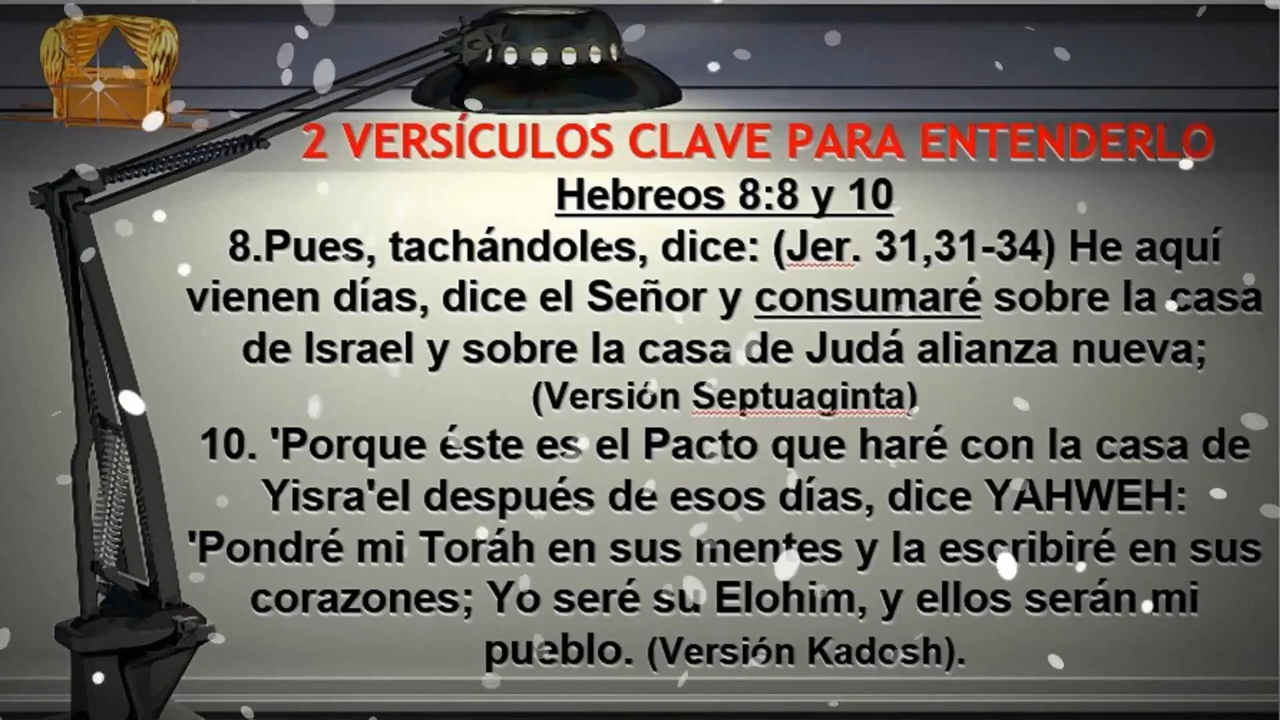 2 VERSÍCULOS CLAVE PARA ENTENDERLO
Hebreos 8:8 y 10
8.Pues, tachándoles, dice: (Jer. 31,31-34) He aquí
vienen días, dice el Señor y consumaré sobre la casa
de Israel y sobre la casa de Judá alianza nueva;
(Versión Septuaginta)
10. 'Porque éste es el Pacto que haré con la casa de
Yisra'el después de esos días, dice YAHWEH:
'Pondré mi Toráh en sus mentes y la escribiré en sus
corazones; Yo seré su Elohim, y ellos serán mi
pueblo. (Versión Kadosh).